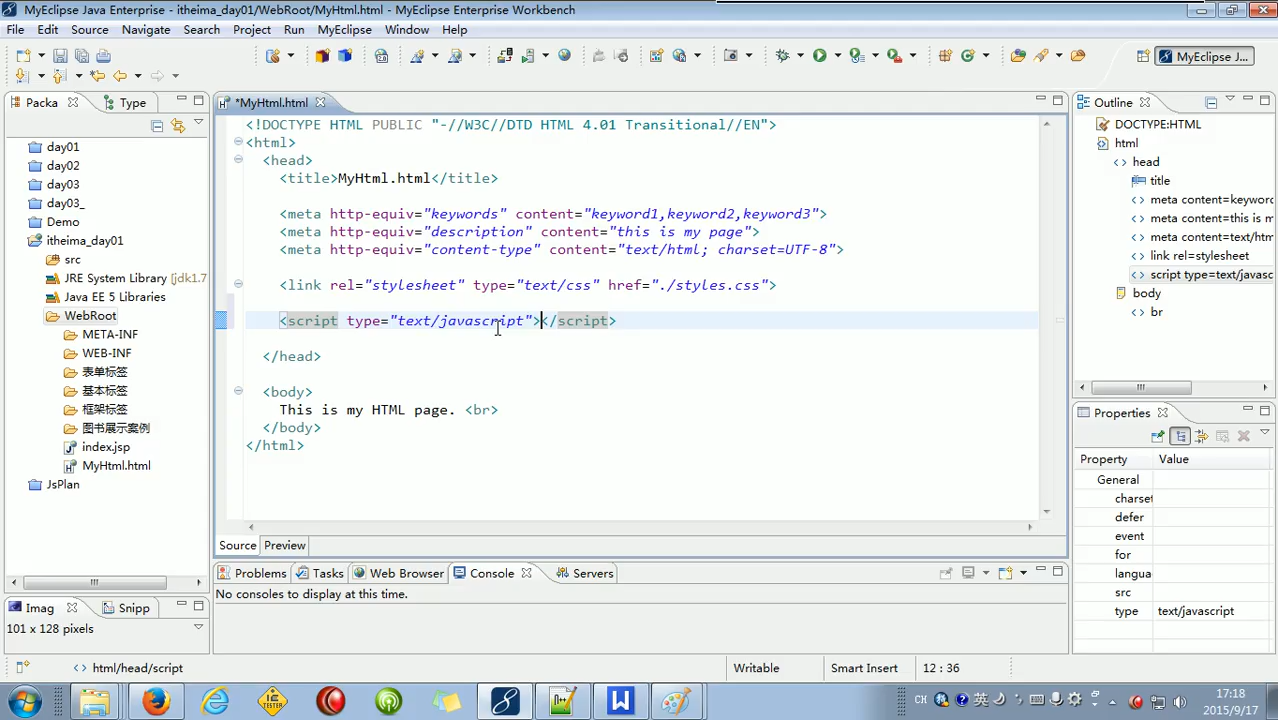 MyEclipse Java Enterprise - itheima_day01/WebRoot/MyHtml.html - MyEclipse Enterprise Workbench
File Edit Source Navigate Search Project Run MyEclipse Window Help
MyEclipse J...
Packa
Type
day01
day02
day03
day03_
Demo
itheima_day01
src
JRE System Library [jdk1.7
Java EE 5 Libraries
WebRoot
META-INF
WEB-INF
表单标签
基本标签
框架标签
图书展示案例
index.jsp
MyHtml.html
JsPlan
Imag
Snipp
101 x 128 pixels
*MyHtml.html
<!DOCTYPE HTML PUBLIC "-//W3C//DTD HTML 4.01 Transitional//EN">
<html>
<head>
<title>MyHtml.html</title>
<meta http-equiv="keywords" content="keyword1,keyword2,keyword3">
<meta http-equiv="description" content="this is my page">
<meta http-equiv="content-type" content="text/html; charset=UTF-8">
<link rel="stylesheet" type="text/css" href="./styles.css">
<script type="text/javascript"></script>
</head>
<body>
This is my HTML page. <br>
</body>
</html>
Source Preview
Problems Tasks Web Browser Console Servers
No consoles to display at this time.
Outline
DOCTYPE:HTML
html
head
title
meta content=keywor
meta content=this is m
meta content=text/htm
link rel=stylesheet
script type=text/javasc
body
br
Properties
Property Value
General
charset
defer
event
for
langua
src
type text/javascript
html/head/script
Writable
Smart Insert
12 : 36
CH
英
17:18
2015/9/17